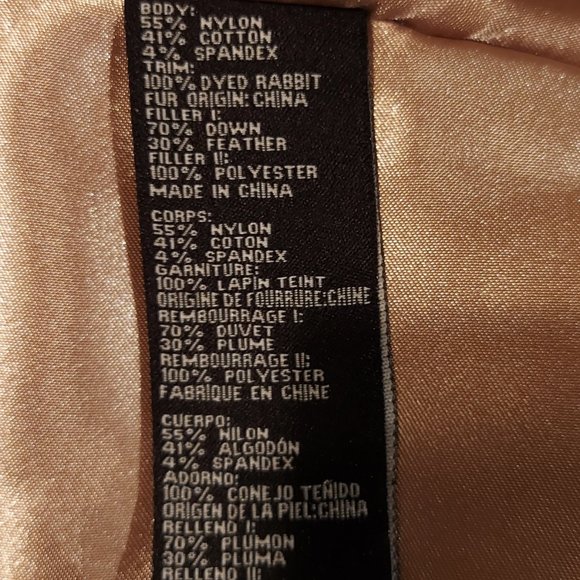 BODY:
55% NYLON
41% COTTON
4% SPANDEX
TRIM:
100% DYED RABBIT
FUR ORIGIN: CHINA
FILLER I:
70% DOWN
30% FEATHER
FILLER II:
100% POLYESTER
MADE IN CHINA
CORPS:
55% NYLON
41% COTON
4% SPANDEX
GARNITURE:
100% LAPIN TEINT
ORIGINE DE FOURRURE:CHINE
REMBOURRAGE I:
70% DUVET
30% PLUME
REMBOURRAGE II:
100% POLYESTER
FABRIQUE EN CHINE
CUERPO:
55% NILON
41% ALGODÓN
4% SPANDEX
ADORNO:
100% CONEJO TEÑIDO
ORIGEN DE LA PIEL:CHINA
RELLENO I:
70% PLUMON
30% PLUMA
RELLENO II: